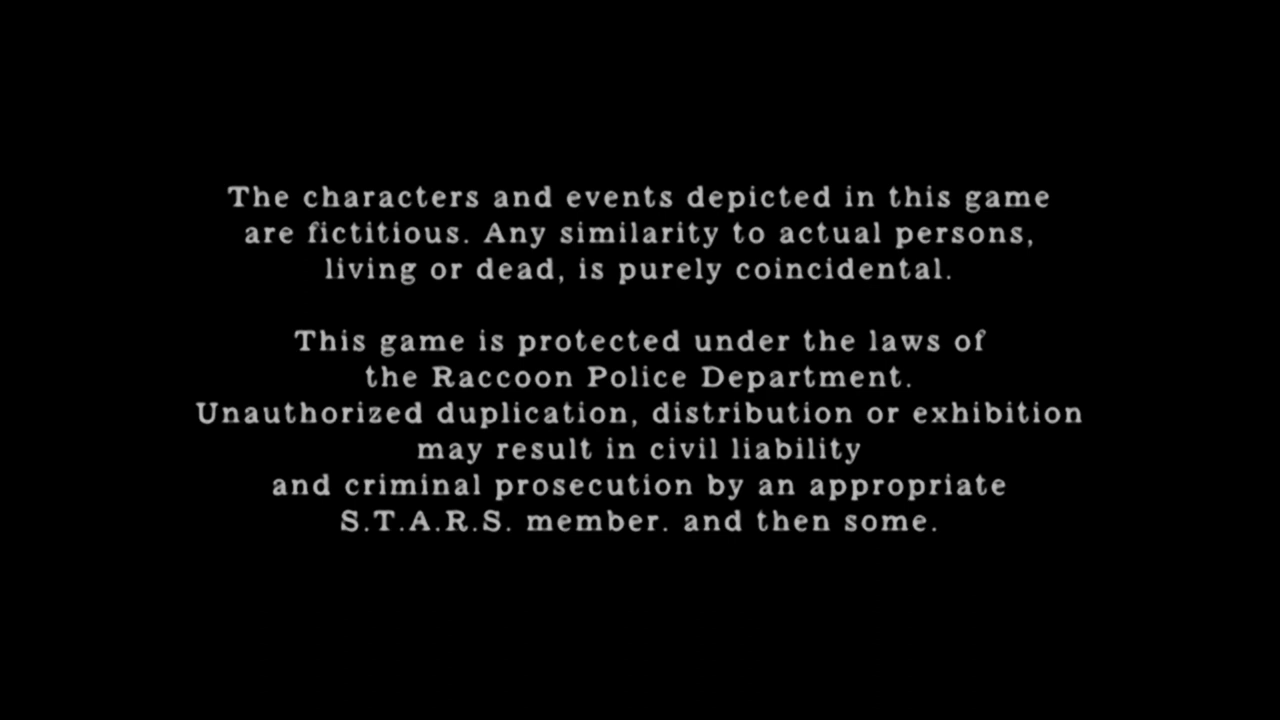 The characters and events depicted in this game
are fictitious. Any similarity to actual persons,
living or dead, is purely coincidental.
This game is protected under the laws of
the Raccoon Police Department.
Unauthorized duplication, distribution or exhibition
may result in civil liability
and criminal prosecution by an appropriate
S.T.A.R.S. member. and then some.